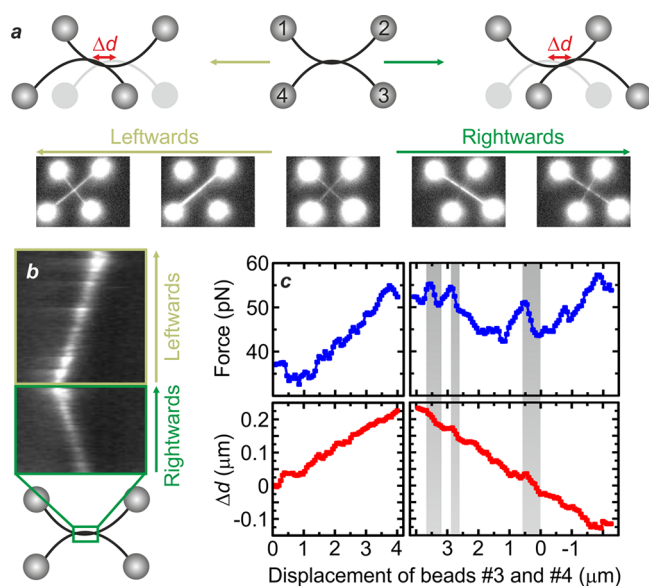 a
Δd
1 2
4 3
Δd
Leftwards
Rightwards
b
Leftwards
Rightwards
c
Force (pN)
60
50
40
Δd (μm)
0.2
0.1
0
-0.1
0 1 2 3 4
3 2 1 0 -1
Displacement of beads #3 and #4 (μm)